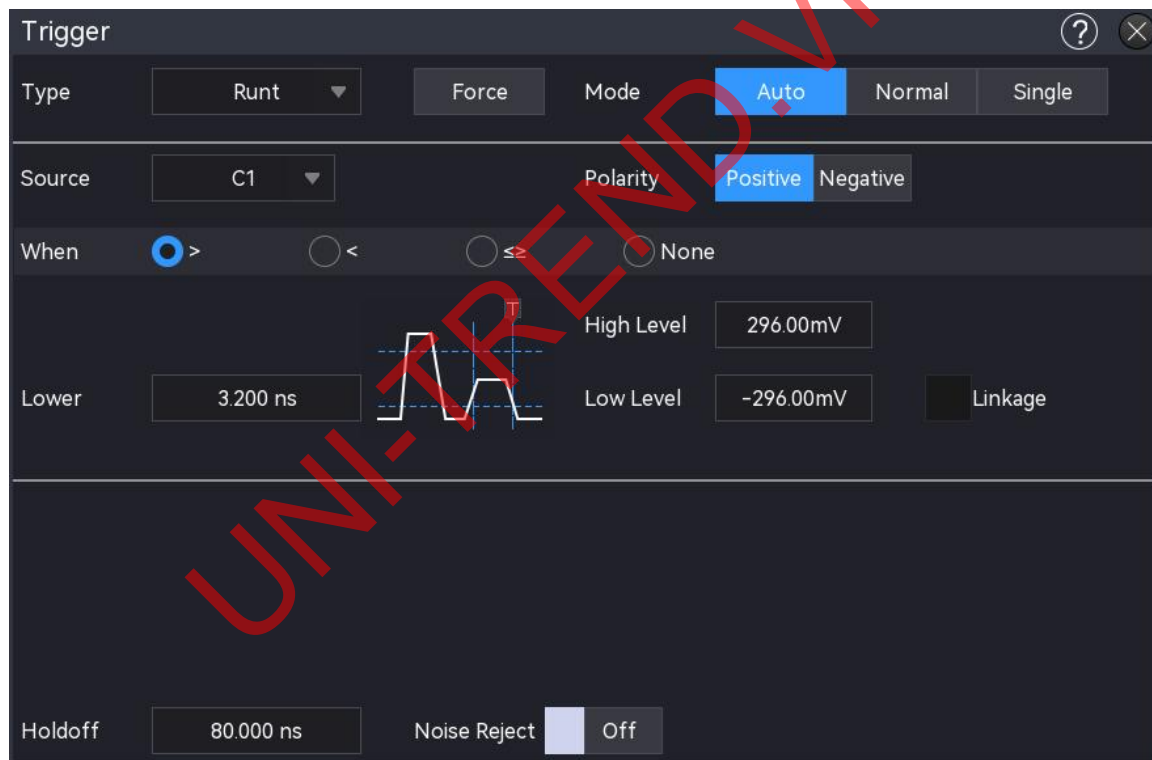 Trigger
Type Runt Force Mode Auto Normal Single
Source C1 Polarity Positive Negative
When > < ≤≥ None
T
High Level 296.00mV
Lower 3.200 ns Low Level -296.00mV Linkage
Holdoff 80.000 ns Noise Reject Off
UNI-TREND.V